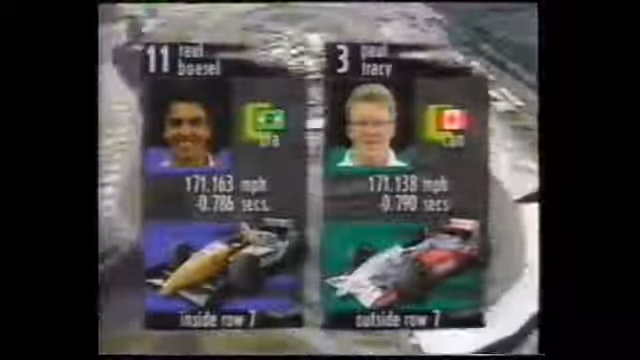 11 raul
boesel
bra
171.163 mph
-0.786 secs.
inside row 7
3 paul
tracy
can
171.138 mph
-0.790 secs
outside row 7